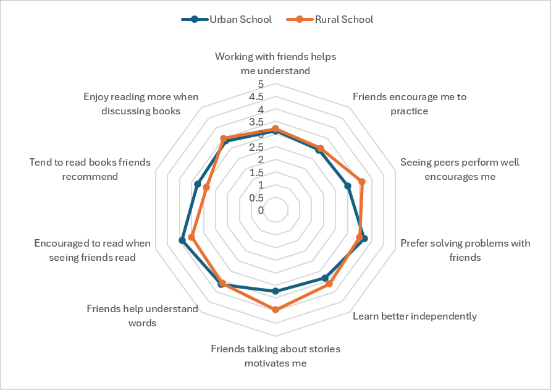 Urban School
Rural School
Working with friends helps
me understand
Enjoy reading more when
discussing books
Friends encourage me to
practice
Tend to read books friends
recommend
Seeing peers perform well
encourages me
Encouraged to read when
seeing friends read
Prefer solving problems with
friends
Friends help understand
words
Learn better independently
Friends talking about stories
motivates me
5
4.5
4
3.5
3
2.5
2
1.5
1
0.5
0